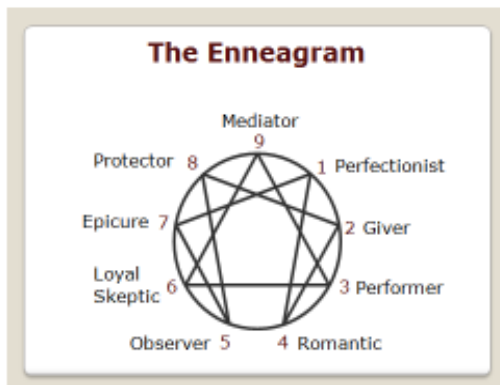 The Enneagram
Mediator
9
Protector 8
1 Perfectionist
Epicure 7
2 Giver
Loyal
Skeptic 6
3 Performer
Observer 5
4 Romantic